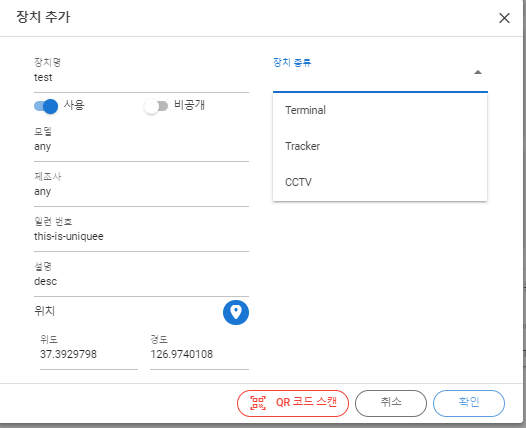 장치 추가
장치명
test
사용
비공개
모델
any
제조사
any
일련 번호
this-is-uniquee
설명
desc
위치
위도
37.3929798
경도
126.9740108
장치 종류
Terminal
Tracker
CCTV
QR 코드 스캔
취소
확인